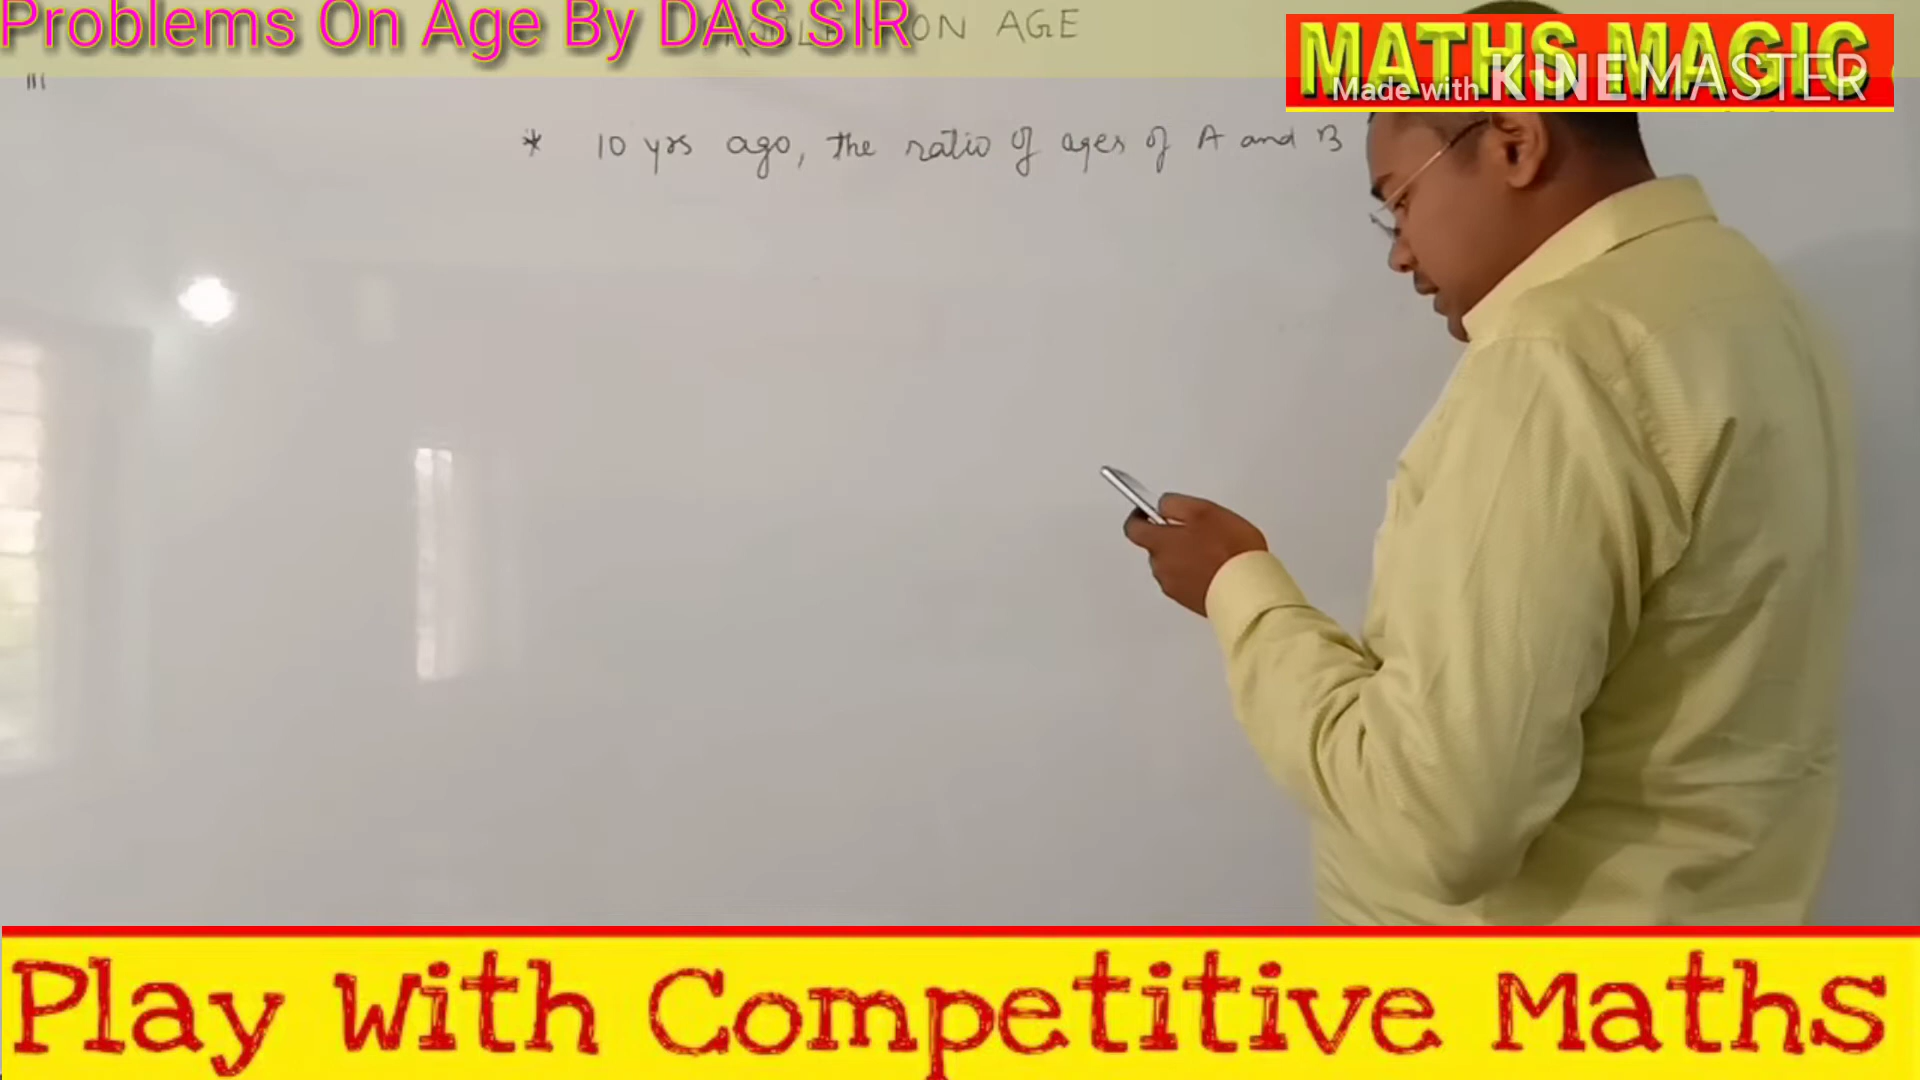 Problems On Age By DAS SIR
ON AGE
MATHS MAGIC
Made with KINEMASTER
* 10 yrs ago, the ratio of ages of A and B
Play With Competitive Maths